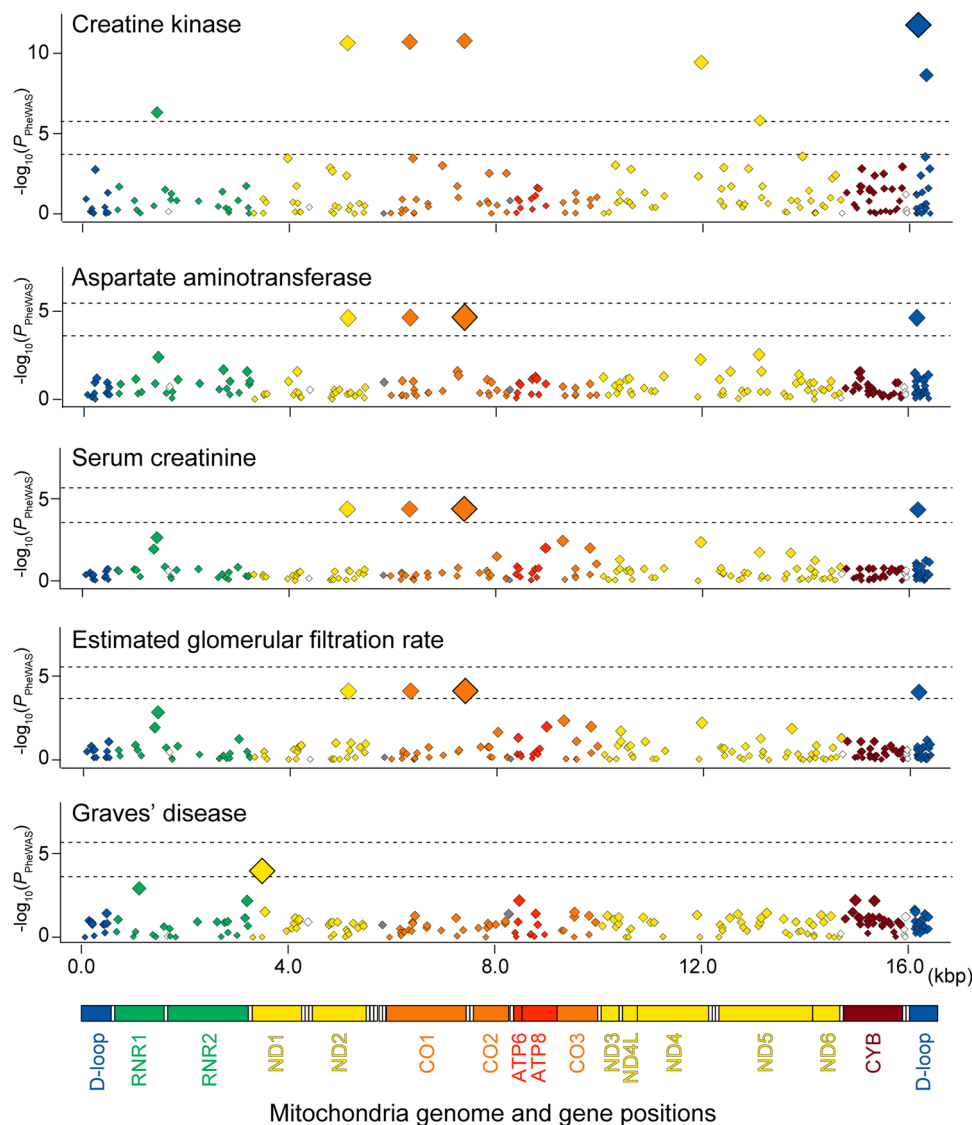 Creatine kinase
-log10(PPheWAS)
10
5
0
Aspartate aminotransferase
-log10(PPheWAS)
5
0
Serum creatinine
-log10(PPheWAS)
5
0
Estimated glomerular filtration rate
-log10(PPheWAS)
5
0
Graves’ disease
-log10(PPheWAS)
5
0
0.0 4.0 8.0 12.0 16.0 (kbp)
D-loop RNR1 RNR2 ND1 ND2 CO1 CO2 ATP6 ATP8 CO3 ND3 ND4L ND4 ND5 ND6 CYB D-loop
Mitochondria genome and gene positions